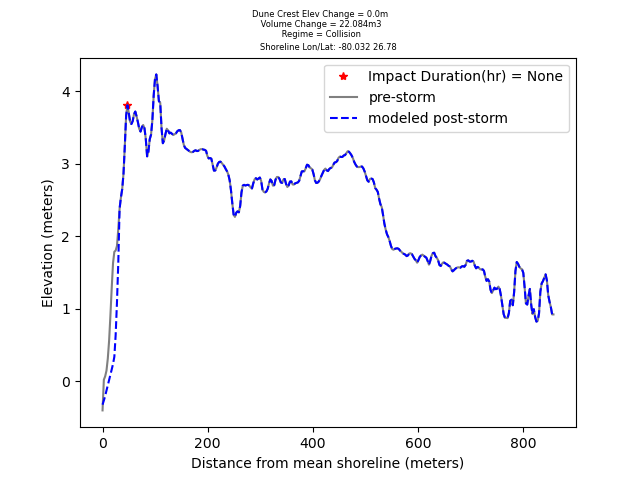 Dune Crest Elev Change = 0.0m
Volume Change = 22.084m3
Regime = Collision
Shoreline Lon/Lat: -80.032 26.78
Impact Duration(hr) = None
pre-storm
modeled post-storm
4
3
2
1
0
Elevation (meters)
0 200 400 600 800
Distance from mean shoreline (meters)